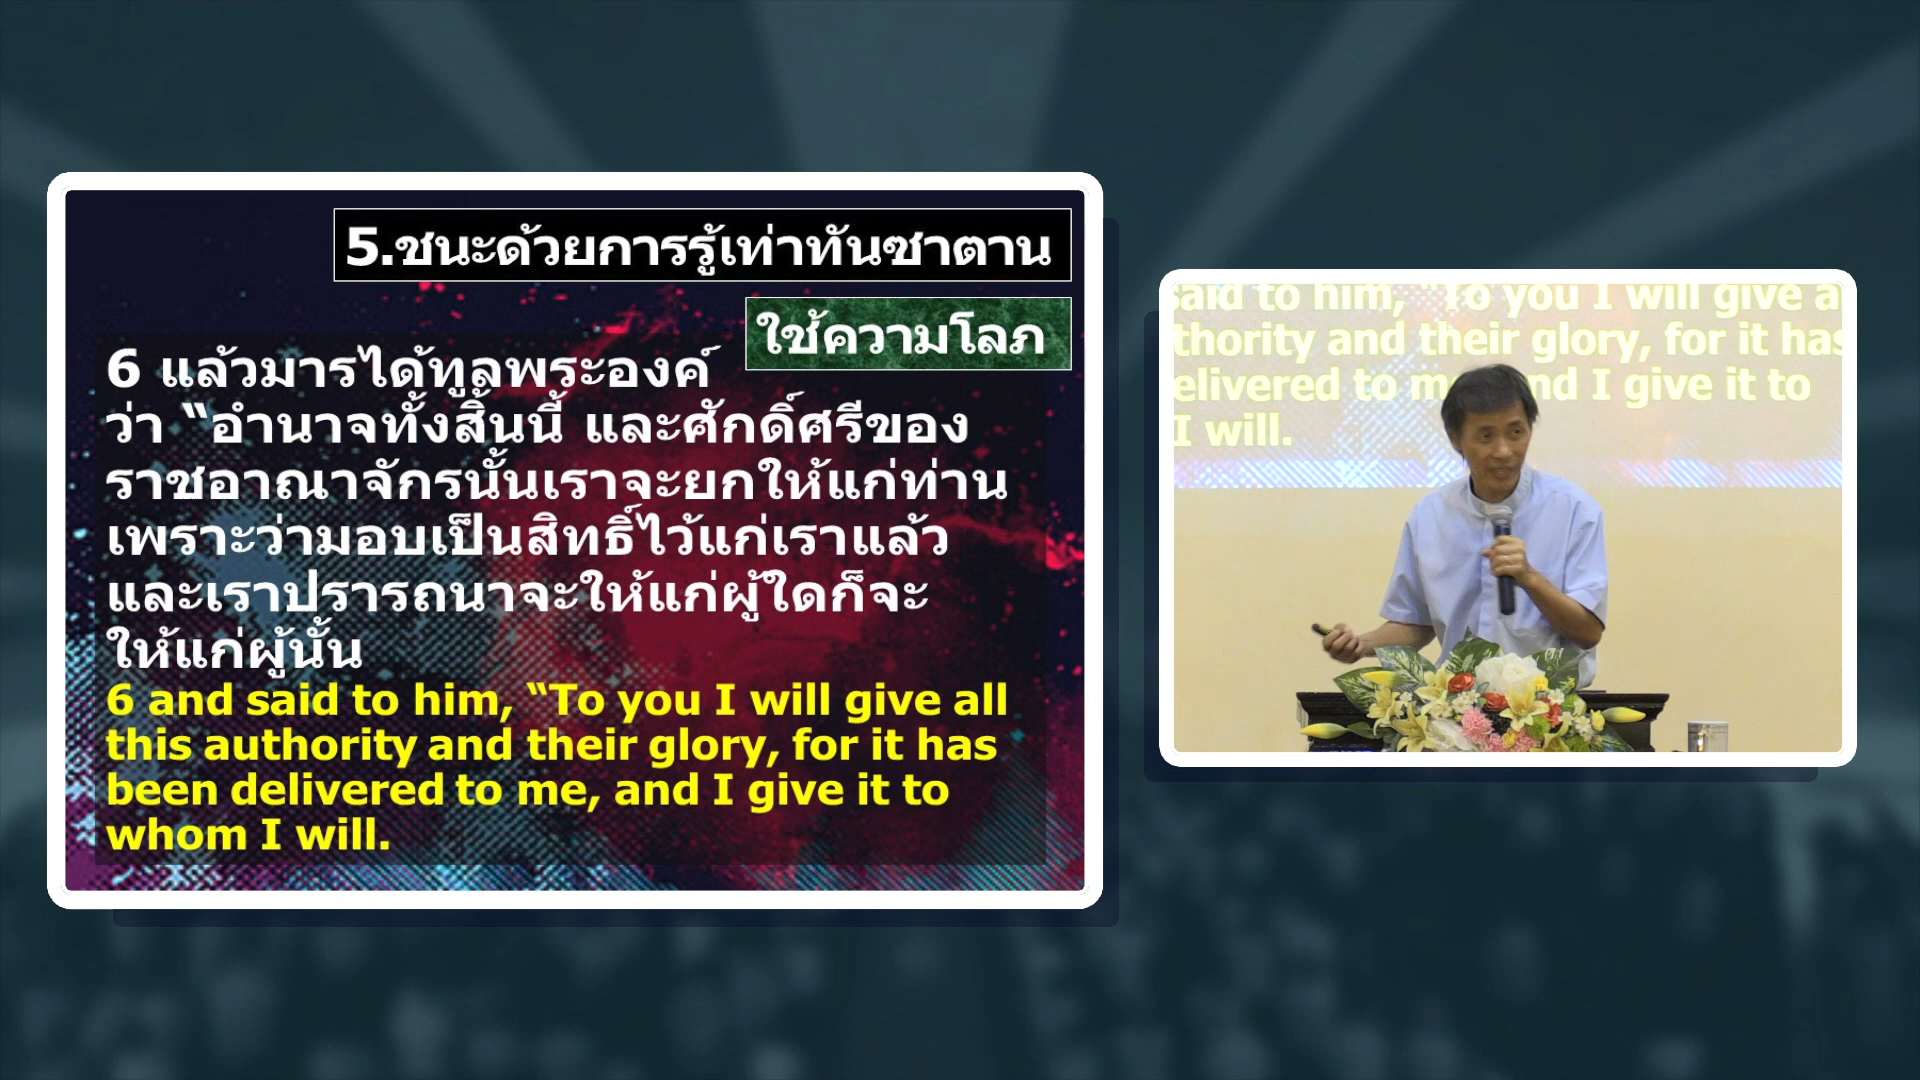 5.ชนะด้วยการรู้เท่าทันซาตาน
ใช้ความโลภ
6 แล้วมารได้ทูลพระองค์
ว่า “อำนาจทั้งสิ้นนี้ และศักดิ์ศรีของ
ราชอาณาจักรนั้นเราจะยกให้แก่ท่าน
เพราะว่ามอบเป็นสิทธิ์ไว้แก่เราแล้ว
และเราปรารถนาจะให้แก่ผู้ใดก็จะ
ให้แก่ผู้นั้น
6 and said to him, “To you I will give all
this authority and their glory, for it has
been delivered to me, and I give it to
whom I will.
said to him, “To you I will give a
thority and their glory, for it has
elivered to me, and I give it to
I will.